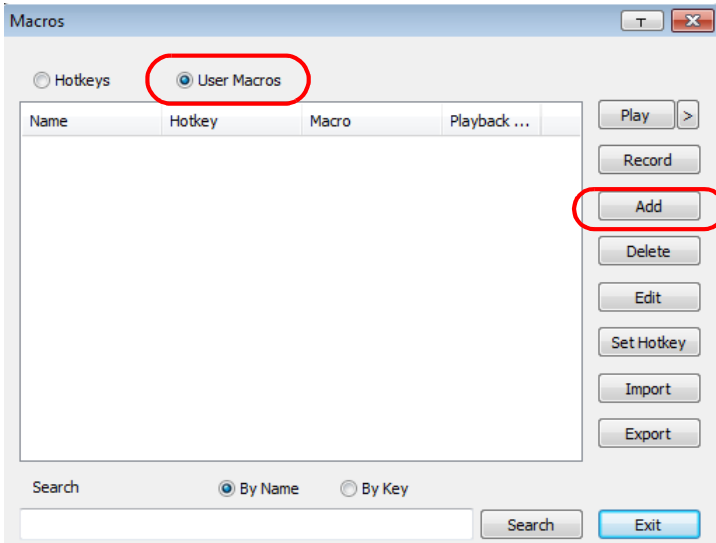 Macros T
Hotkeys User Macros
Name Hotkey Macro Playback ...
Play >
Record
Add
Delete
Edit
Set Hotkey
Import
Export
Search By Name By Key
Search Exit